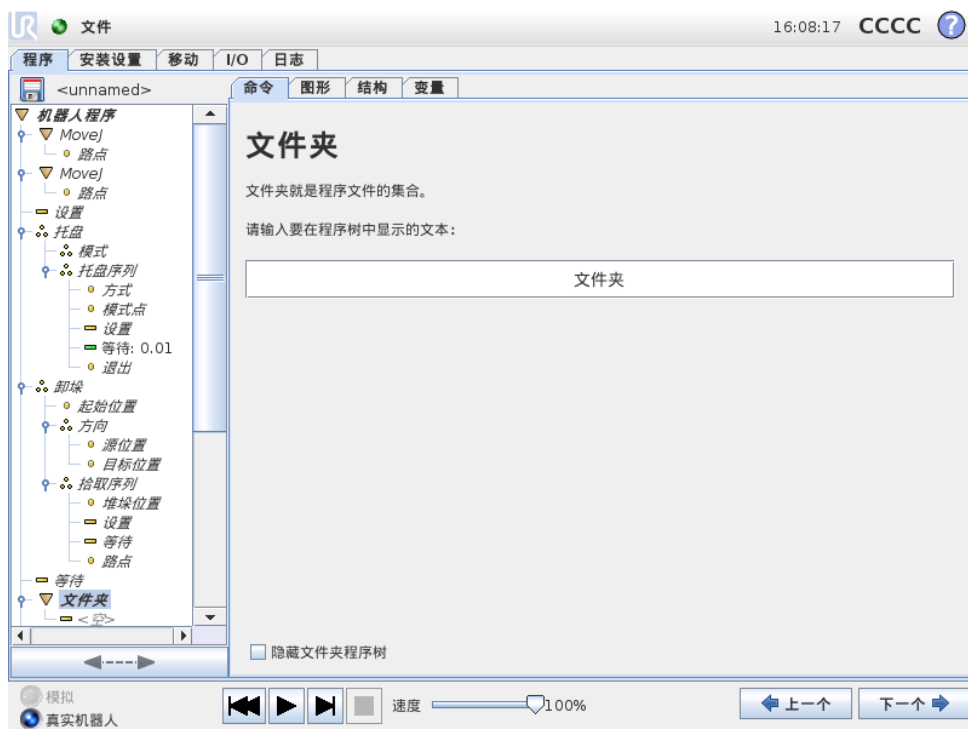 UR 文件 16:08:17 CCCC ?
程序 安装设置 移动 I/O 日志
<unnamed>
命令 图形 结构 变量
机器人程序
MoveJ
路点
MoveJ
路点
设置
托盘
模式
托盘序列
方式
模式点
设置
等待: 0.01
退出
卸垛
起始位置
方向
源位置
目标位置
拾取序列
堆垛位置
设置
等待
路点
等待
文件夹
<空>
文件夹
文件夹就是程序文件的集合。
请输入要在程序树中显示的文本:
文件夹
隐藏文件夹程序树
模拟
真实机器人
速度 100%
上一个 下一个